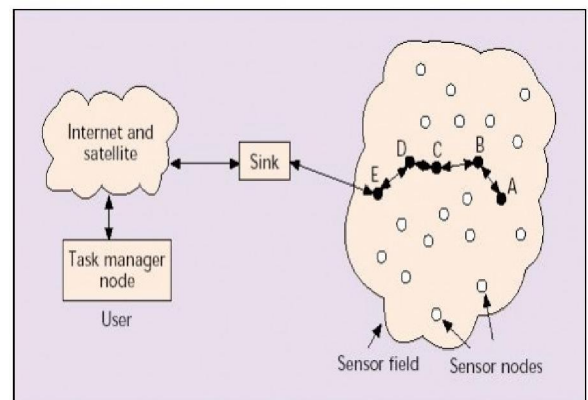 Internet and
satellite
Sink
Task manager
node
User
D
C
B
E
A
Sensor field
Sensor nodes